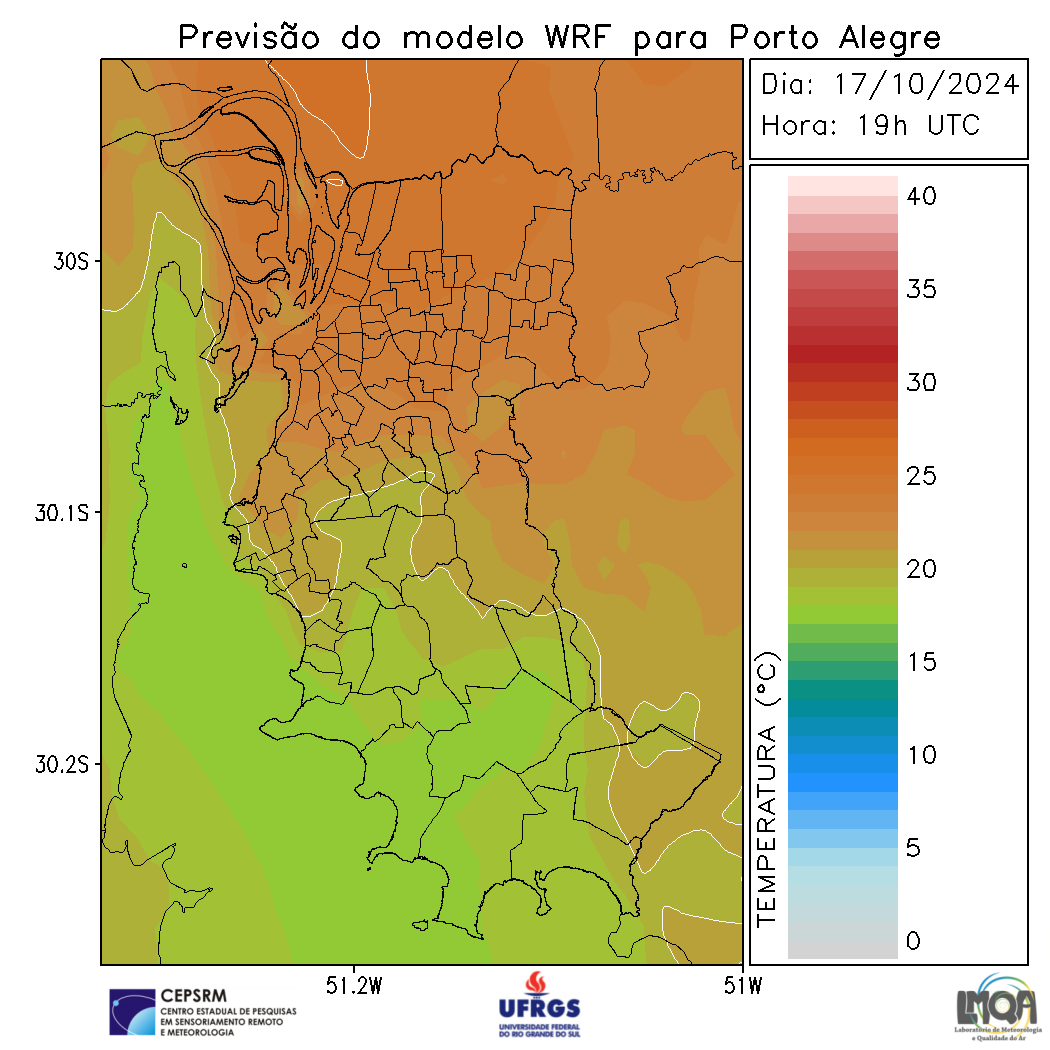 Previsão do modelo WRF para Porto Alegre
Dia: 17/10/2024
Hora: 19h UTC
30S
30.1S
30.2S
51.2W
51W
TEMPERATURA (°C)
40
35
30
25
20
15
10
5
0
CEPSRM
CENTRO ESTADUAL DE PESQUISAS
EM SENSORIAMENTO REMOTO
E METEOROLOGIA
UFRGS
UNIVERSIDADE FEDERAL
DO RIO GRANDE DO SUL
LMQA
Laboratório de Meteorologia
e Qualidade do Ar